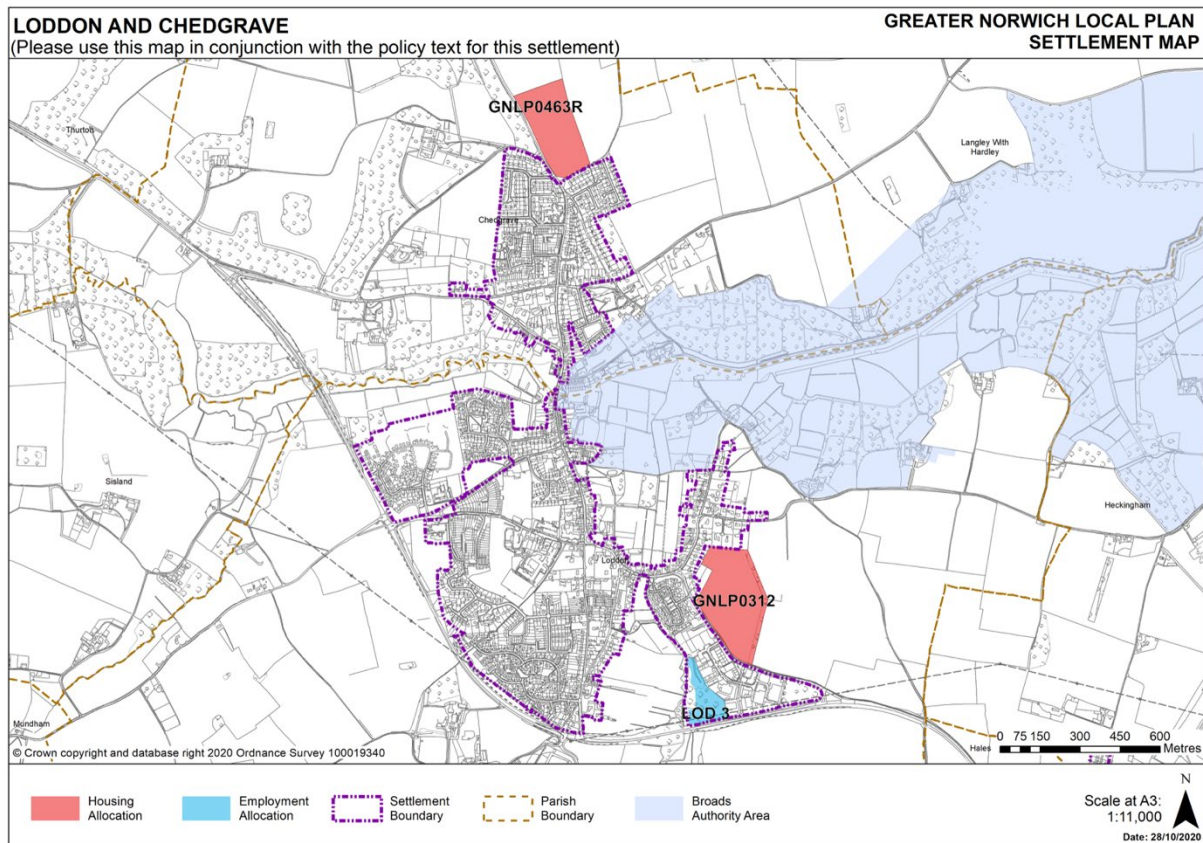 LODDON AND CHEDGRAVE
(Please use this map in conjunction with the policy text for this settlement)
GREATER NORWICH LOCAL PLAN
SETTLEMENT MAP
GNLP0463R
Thurton
Langley With
Hardley
Chedgrave
Sisland
Heckingham
Loddon
GNLP0312
LOD 3
Mundham
Hales
0 75 150 300 450 600
Metres
© Crown copyright and database right 2020 Ordnance Survey 100019340
Housing
Allocation
Employment
Allocation
Settlement
Boundary
Parish
Boundary
Broads
Authority Area
Scale at A3:
1:11,000
N
Date: 28/10/2020